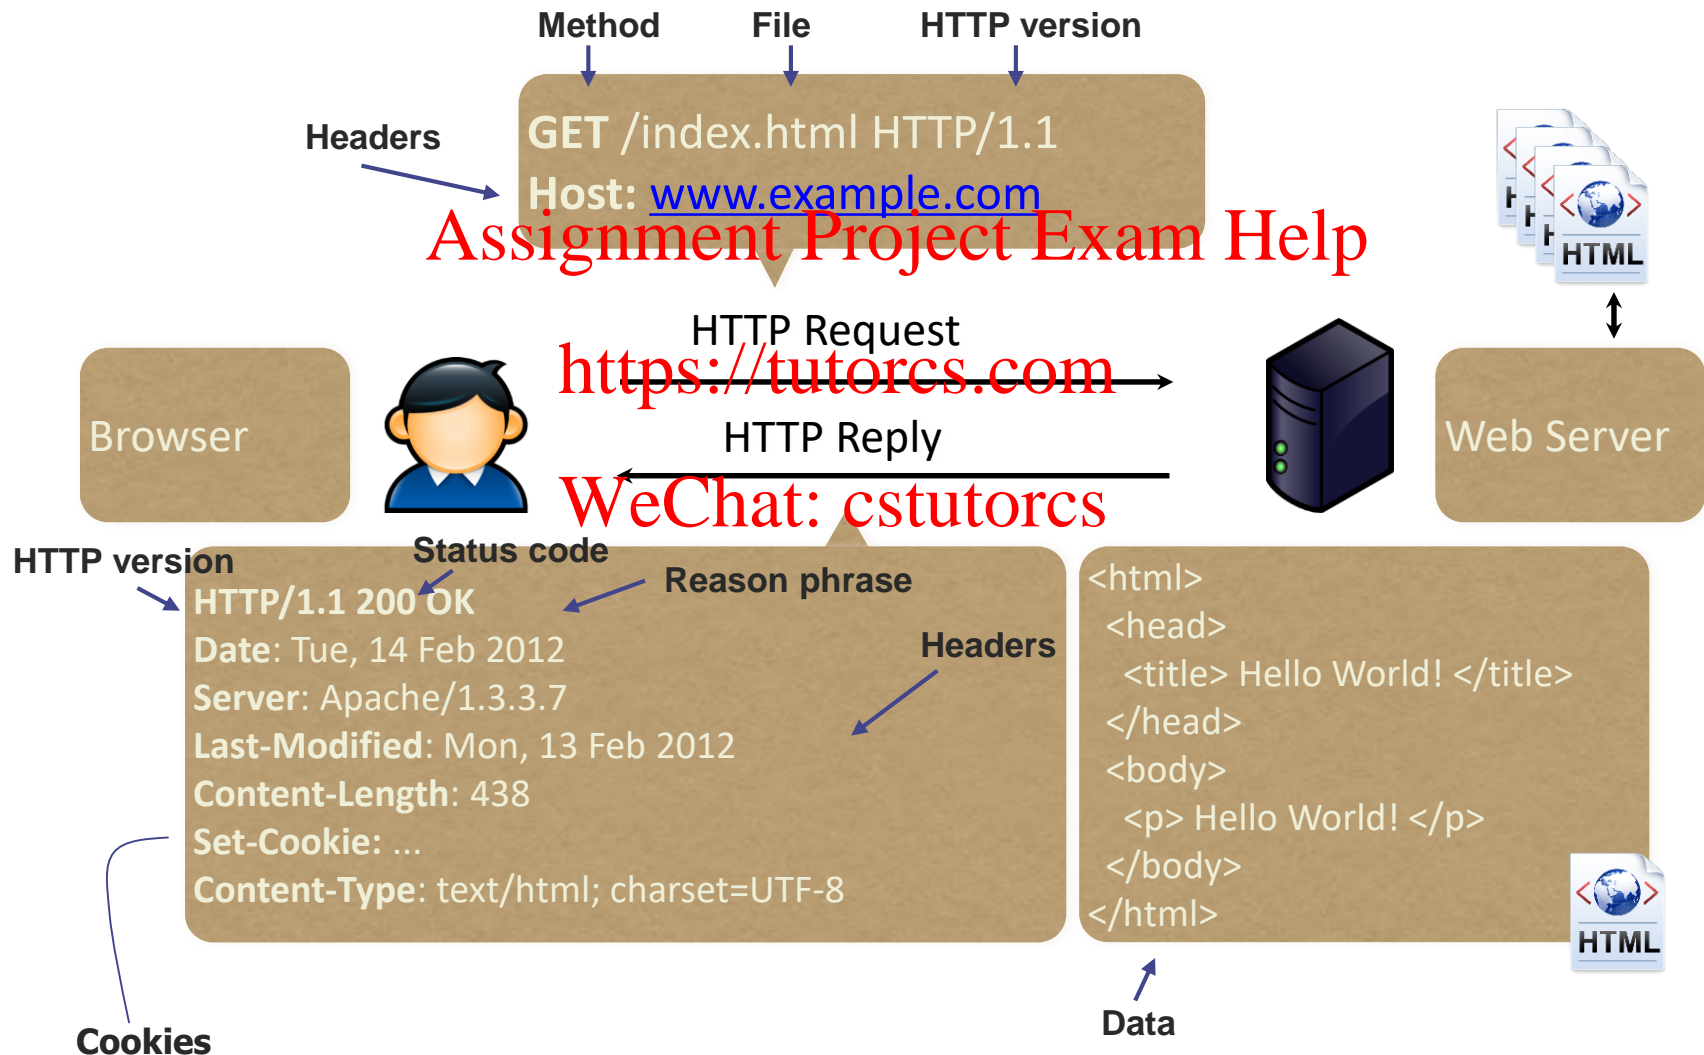 Method File HTTP version
Headers
GET /index.html HTTP/1.1
Host: www.example.com
Assignment Project Exam Help
HTML
HTTP Request
https://tutorcs.com
Browser
HTTP Reply
Web Server
WeChat: cstutorcs
HTTP version
Status code
Reason phrase
HTTP/1.1 200 OK
Date: Tue, 14 Feb 2012
Headers
Server: Apache/1.3.3.7
Last-Modified: Mon, 13 Feb 2012
Content-Length: 438
Set-Cookie: ...
Content-Type: text/html; charset=UTF-8
<html>
<head>
<title> Hello World! </title>
</head>
<body>
<p> Hello World! </p>
</body>
</html>
HTML
Data
Cookies